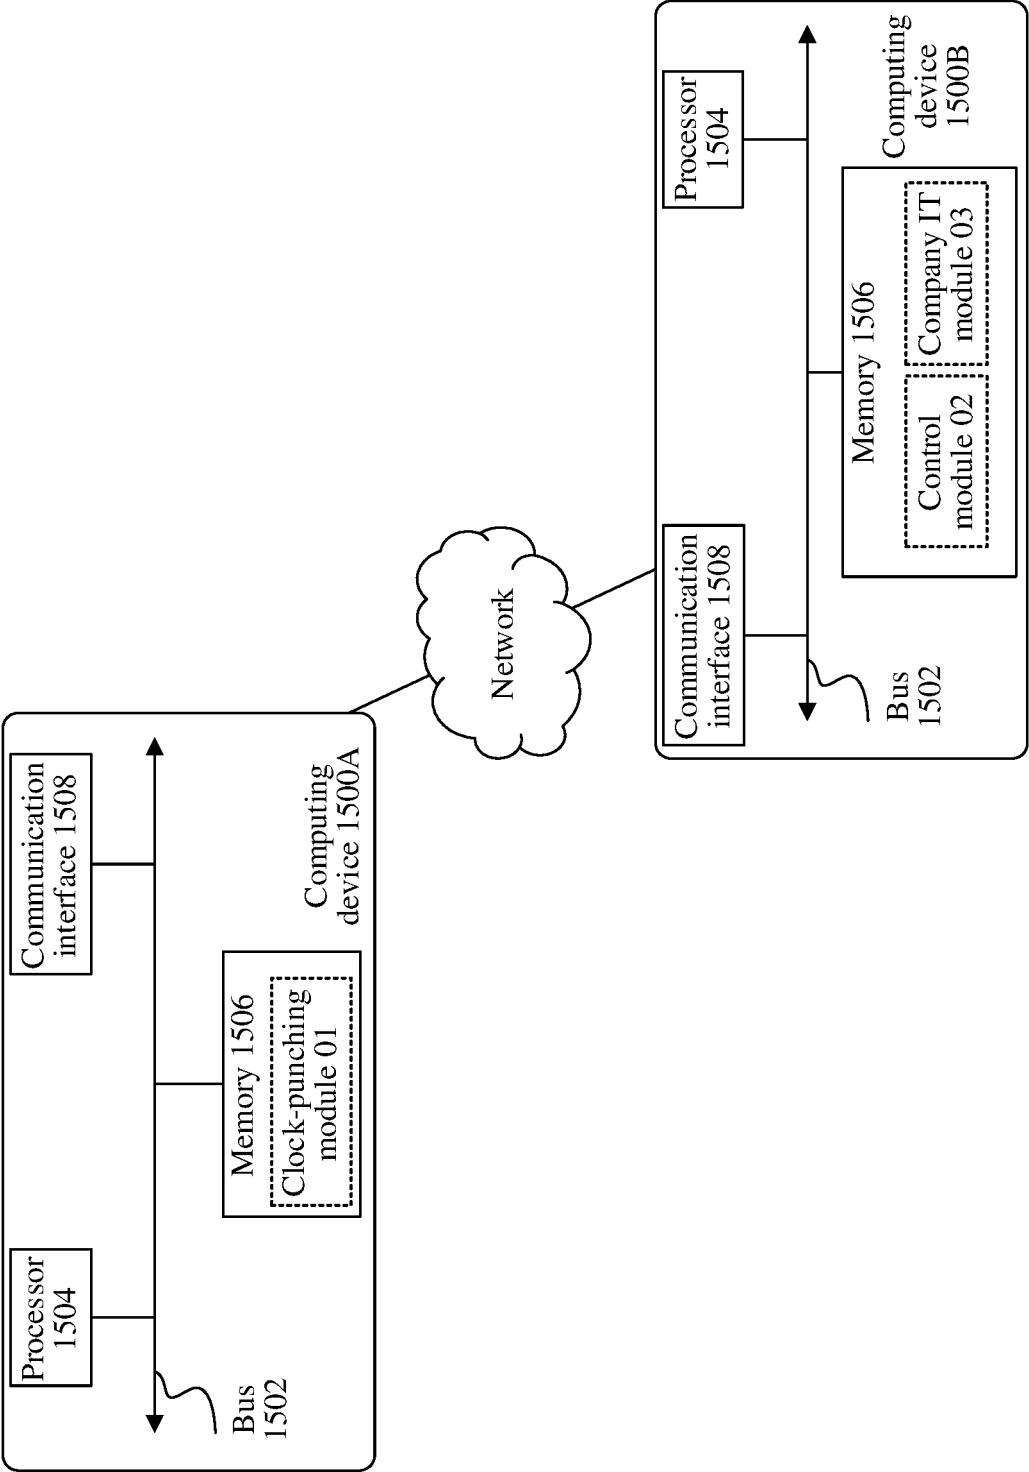 Processor
1504
Communication
interface 1508
Bus
1502
Memory 1506
Clock-punching
module 01
Computing
device 1500A
Network
Communication
interface 1508
Processor
1504
Bus
1502
Memory 1506
Control
module 02
Company IT
module 03
Computing
device
1500B